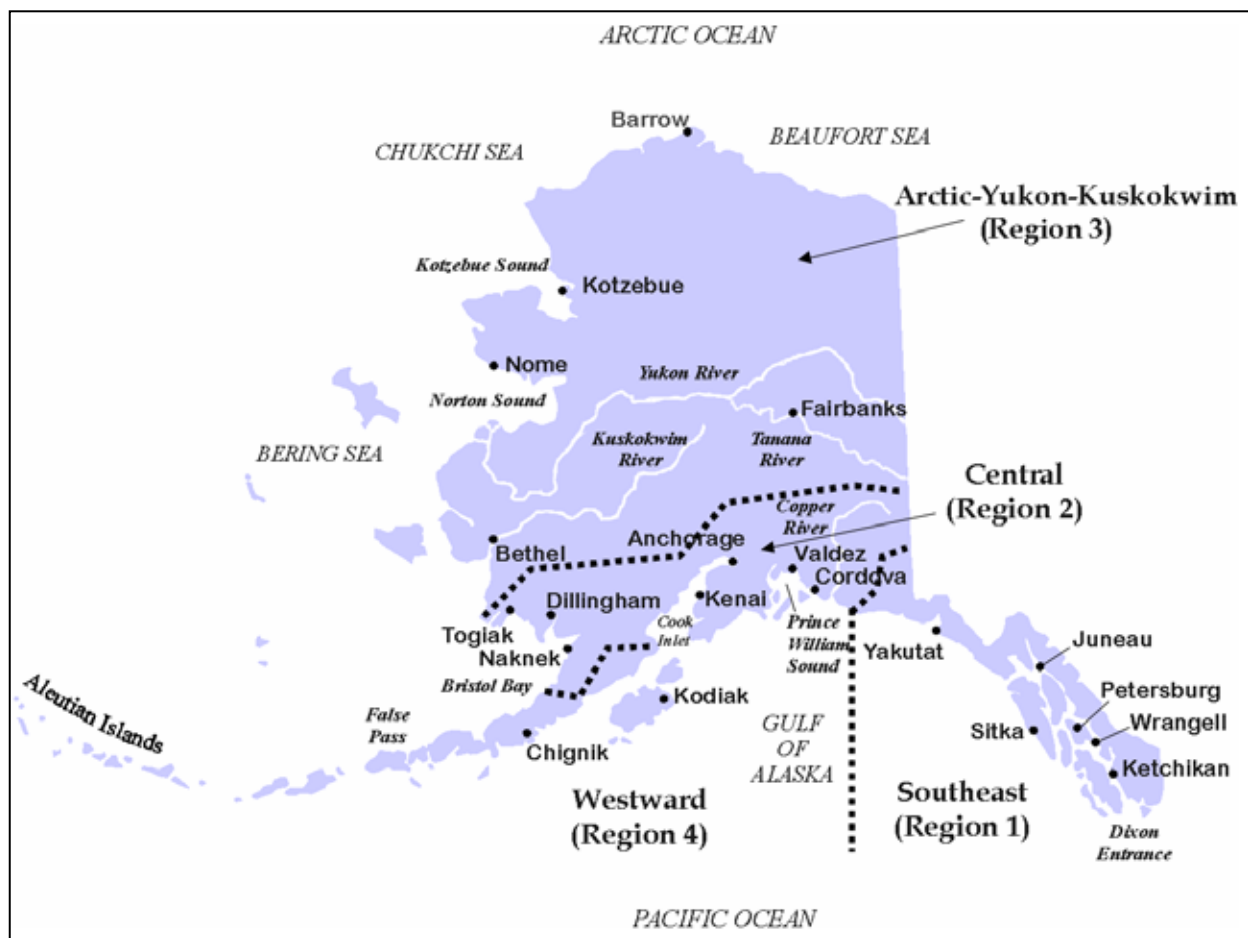 ARCTIC OCEAN
Barrow
BEAUFORT SEA
CHUKCHI SEA
Arctic-Yukon-Kuskokwim
(Region 3)
Kotzebue Sound
Kotzebue
Nome
Yukon River
Norton Sound
Fairbanks
Kuskokwim
River
Tanana
River
BERING SEA
Central
(Region 2)
Copper
River
Anchorage
Bethel
Valdez
Cordova
Dillingham
Kenai
Togiak
Cook
Inlet
Prince
William
Sound
Naknek
Yakutat
Juneau
Bristol Bay
Kodiak
Petersburg
Aleutian Islands
False
Pass
Chignik
GULF
OF
ALASKA
Sitka
Wrangell
Ketchikan
Westward
(Region 4)
Southeast
(Region 1)
Dixon
Entrance
PACIFIC OCEAN